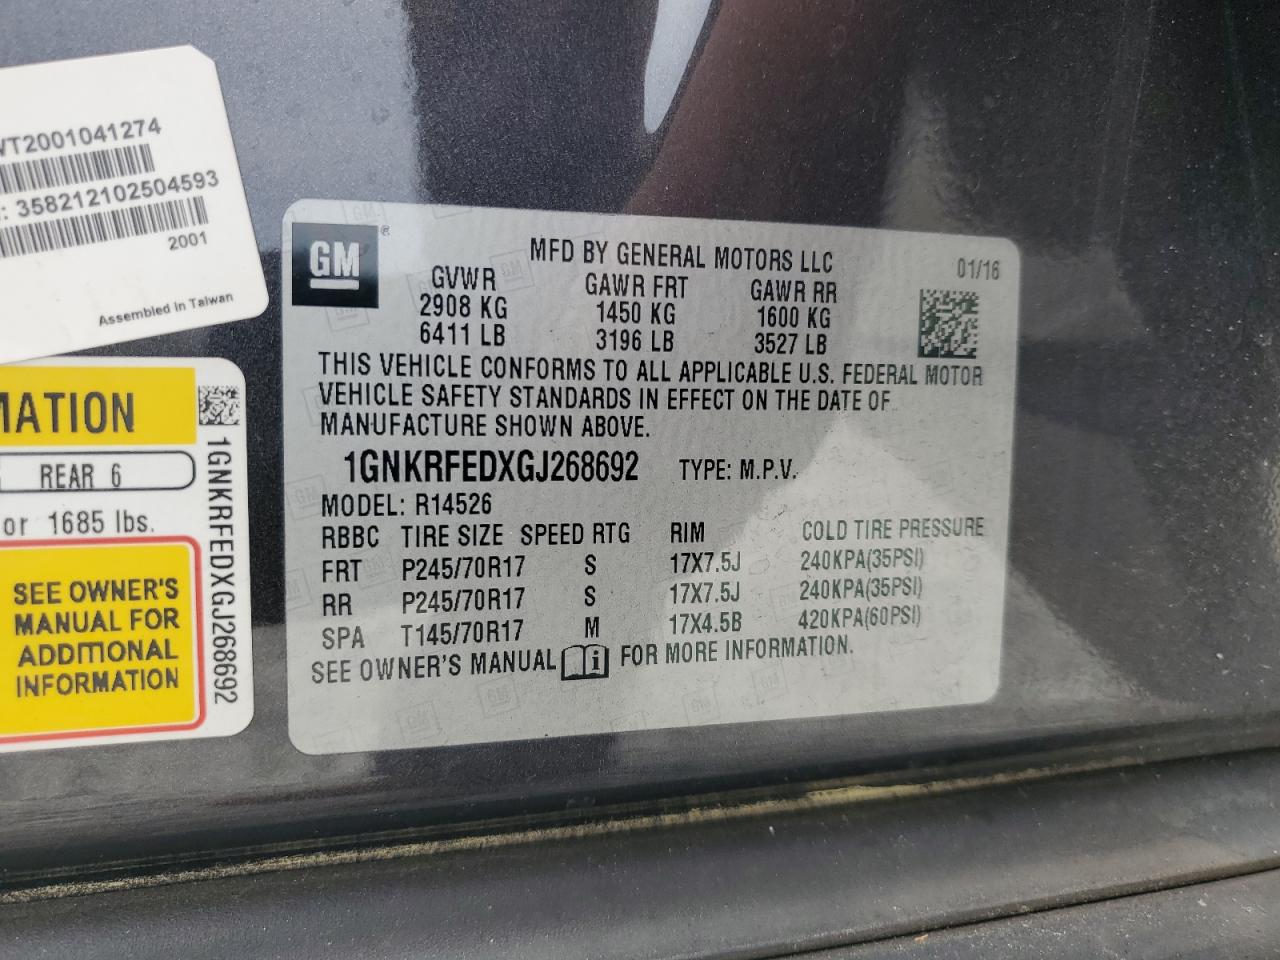 VT2001041274
: 358212102504593
2001
Assembled in Taiwan
MATION
REAR 6
or 1685 lbs.
SEE OWNER'S
MANUAL FOR
ADDITIONAL
INFORMATION
1GNKRFEDXGJ268692
GM®
MFD BY GENERAL MOTORS LLC
01/16
GVWR GAWR FRT GAWR RR
2908 KG 1450 KG 1600 KG
6411 LB 3196 LB 3527 LB
THIS VEHICLE CONFORMS TO ALL APPLICABLE U.S. FEDERAL MOTOR
VEHICLE SAFETY STANDARDS IN EFFECT ON THE DATE OF
MANUFACTURE SHOWN ABOVE.
1GNKRFEDXGJ268692 TYPE: M.P.V.
MODEL: R14526
RBBC TIRE SIZE SPEED RTG RIM COLD TIRE PRESSURE
FRT P245/70R17 S 17X7.5J 240KPA(35PSI)
RR P245/70R17 S 17X7.5J 240KPA(35PSI)
SPA T145/70R17 M 17X4.5B 420KPA(60PSI)
SEE OWNER'S MANUAL i FOR MORE INFORMATION.